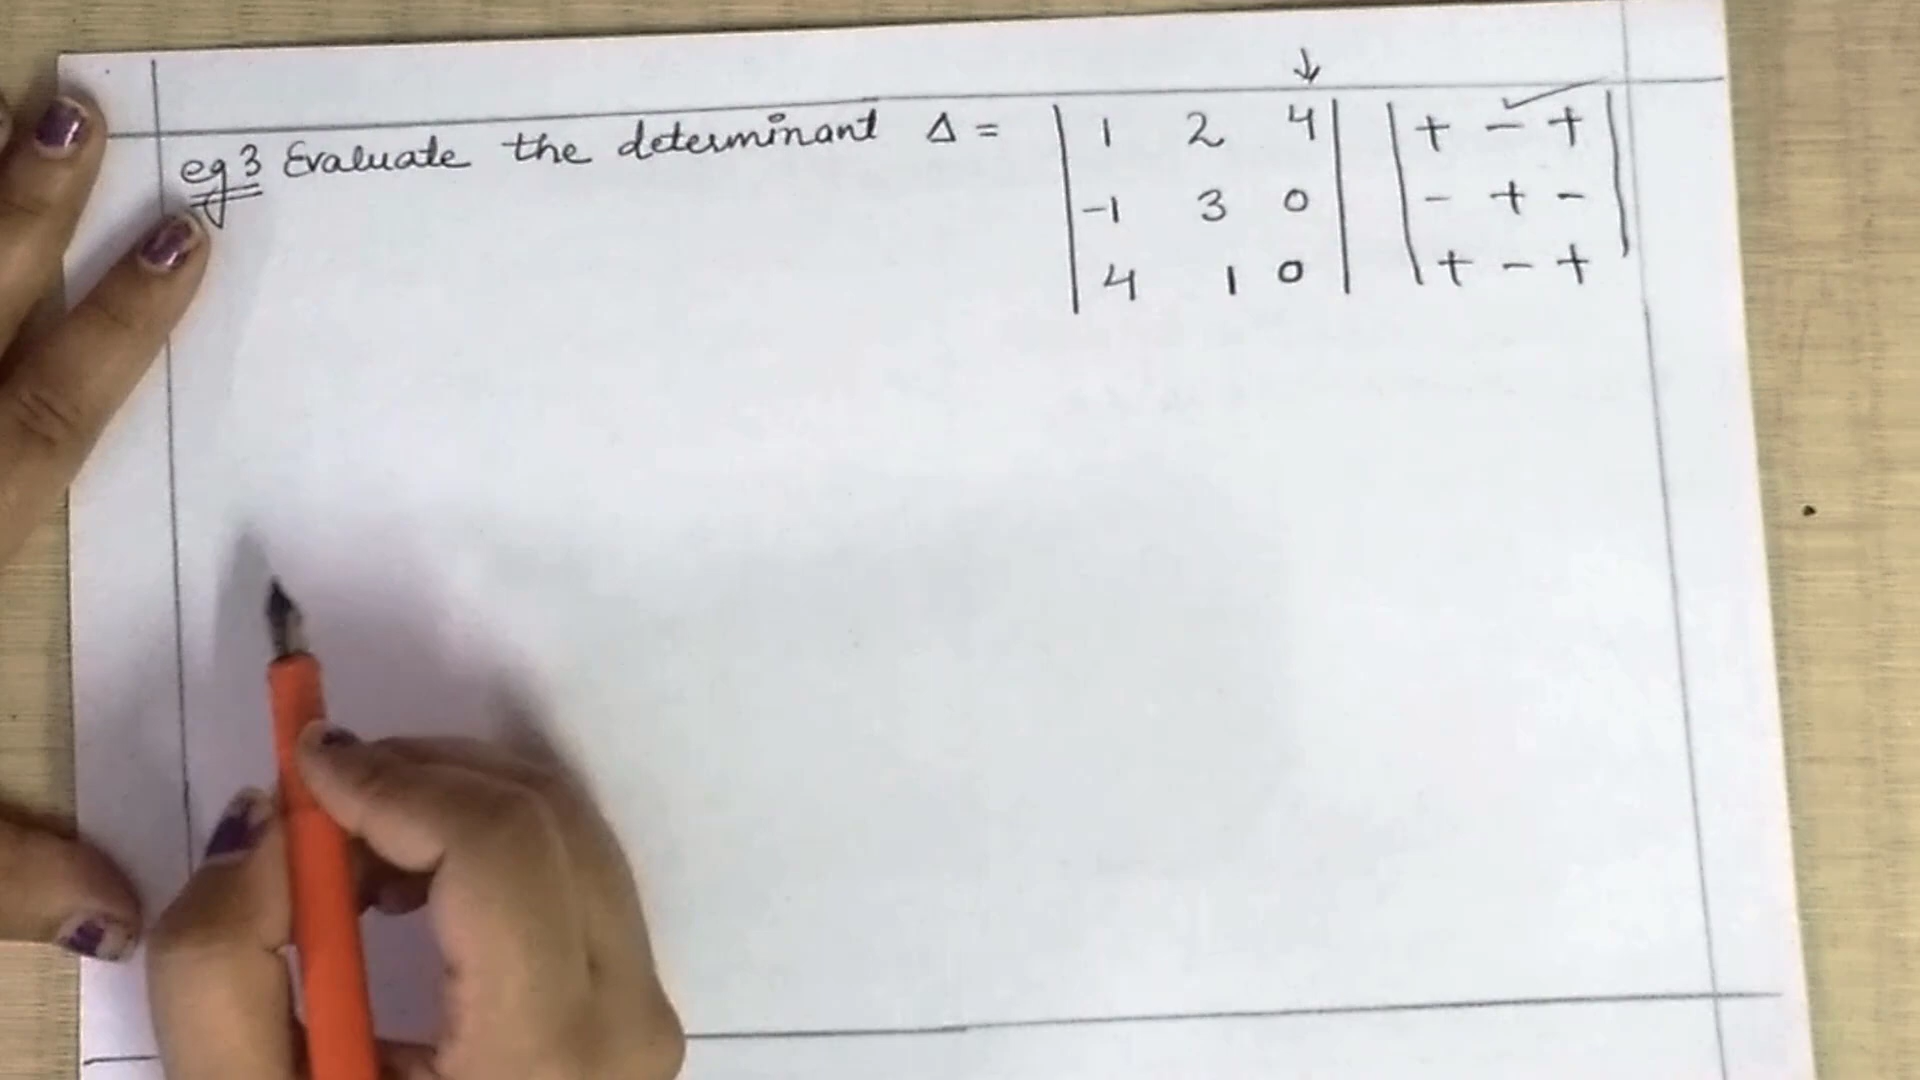 eg 3 Evaluate the determinant Δ = | 1 2 4 | | + - + |
| -1 3 0 | | - + - |
| 4 1 0 | | + - + |